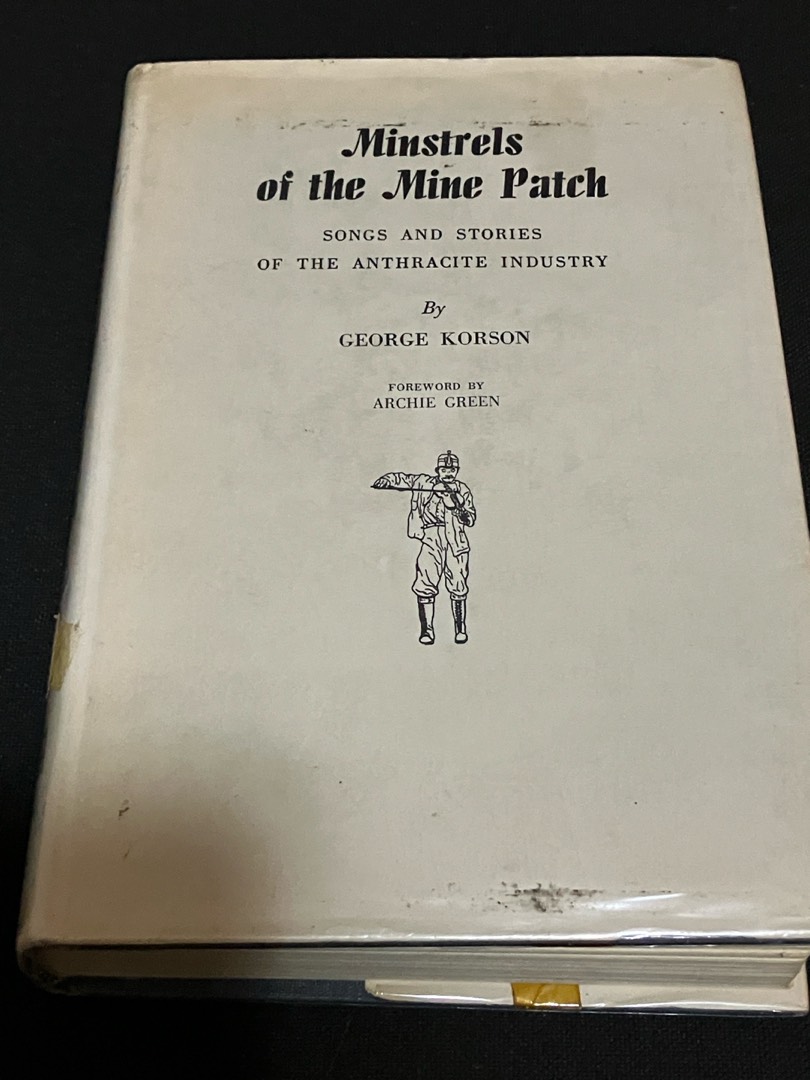 Minstrels
of the Mine Patch
SONGS AND STORIES
OF THE ANTHRACITE INDUSTRY
By
GEORGE KORSON
FOREWORD BY
ARCHIE GREEN